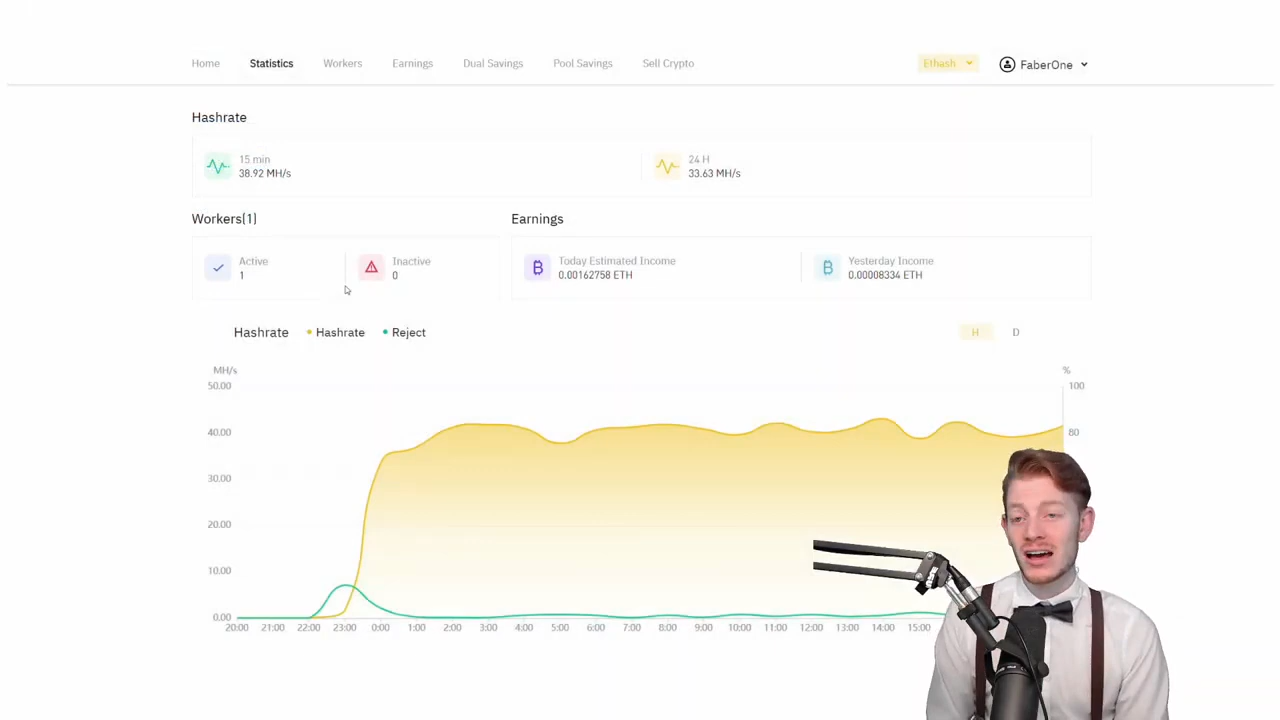 Home Statistics Workers Earnings Dual Savings Pool Savings Sell Crypto Ethash FaberOne
Hashrate
15 min
38.92 MH/s
24 H
33.63 MH/s
Workers(1)
Active
1
Inactive
0
Earnings
Today Estimated Income
0.00162758 ETH
Yesterday Income
0.00008334 ETH
Hashrate Hashrate Reject H D
MH/s %
50.00 100
40.00 80
30.00
20.00
10.00
0.00
20:00 21:00 22:00 23:00 0:00 1:00 2:00 3:00 4:00 5:00 6:00 7:00 8:00 9:00 10:00 11:00 12:00 13:00 14:00 15:00